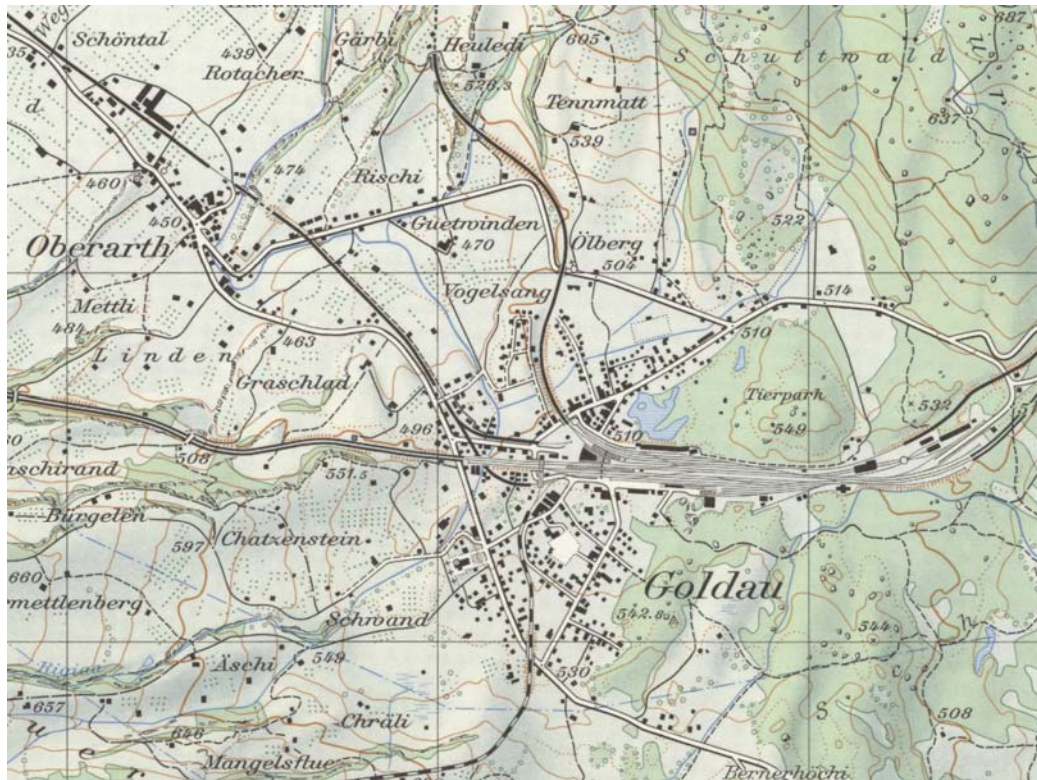 Weg
Schöntal
439
Rotacher
Gärbi
Heuledi
526.3
605
Schuttwald
687
637
Tennmatt
539
474
460
450
Rischi
Guetwinden
470
Ölberg
504
522
Oberarth
Vogelsang
514
510
Mettli
484
463
Linden
Graschlad
Tierpark
549
532
496
510
508
551.5
Bürgelen
597
Chatzenstein
660
Goldau
542.8
544
Schwand
Äschi
549
530
657
Chräli
646
508
Mangelsflue
Bernerhöchi